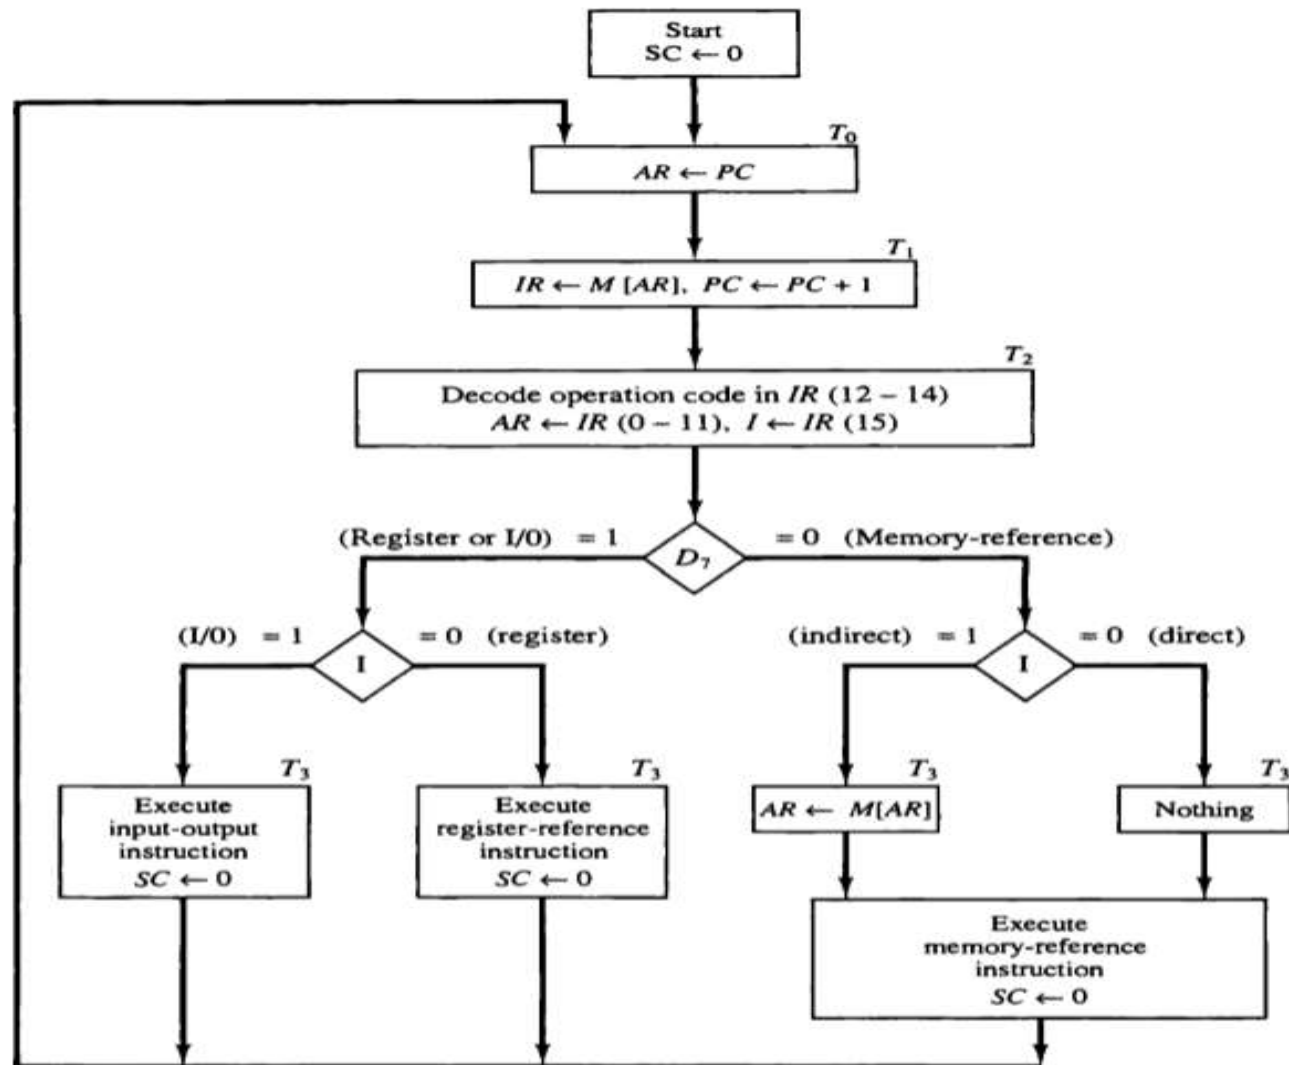 Start
SC ← 0
T₀
AR ← PC
T₁
IR ← M [AR], PC ← PC + 1
T₂
Decode operation code in IR (12 – 14)
AR ← IR (0 – 11), I ← IR (15)
(Register or I/0) = 1
= 0 (Memory-reference)
D₇
(I/0) = 1
= 0 (register)
I
(indirect) = 1
= 0 (direct)
I
T₃
Execute
input-output
instruction
SC ← 0
T₃
Execute
register-reference
instruction
SC ← 0
T₃
AR ← M[AR]
T₃
Nothing
Execute
memory-reference
instruction
SC ← 0